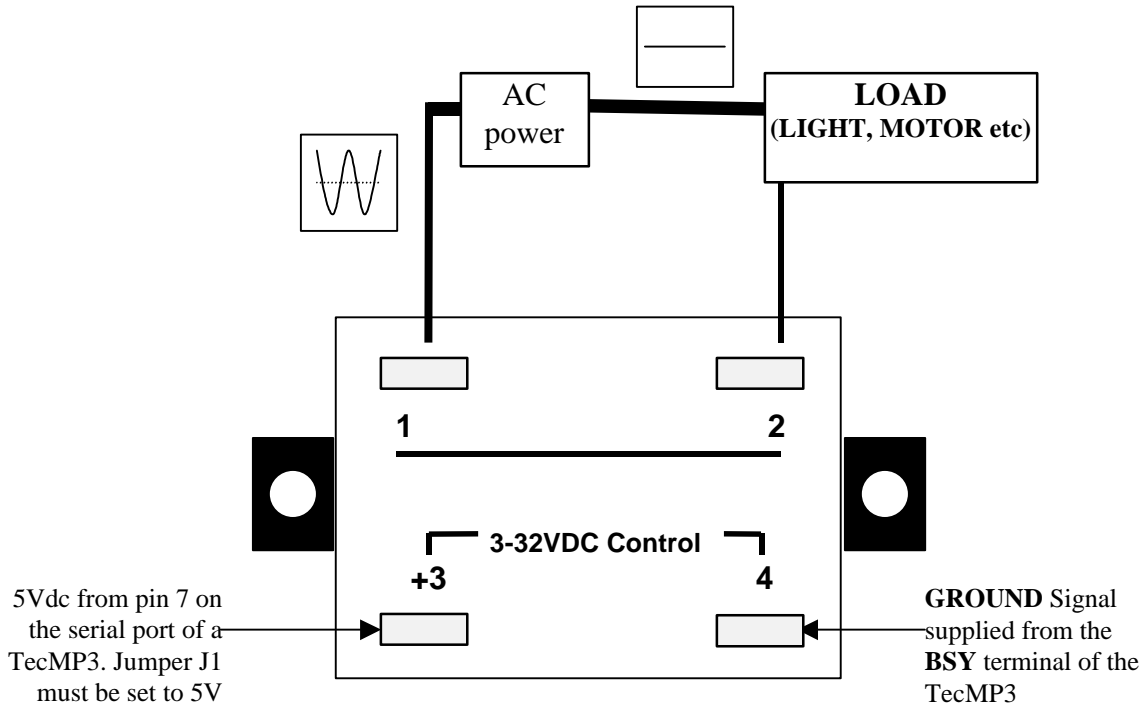 AC
power
LOAD
(LIGHT, MOTOR etc)
1
2
3-32VDC Control
+3
4
5Vdc from pin 7 on
the serial port of a
TecMP3. Jumper J1
must be set to 5V
GROUND Signal
supplied from the
BSY terminal of the
TecMP3